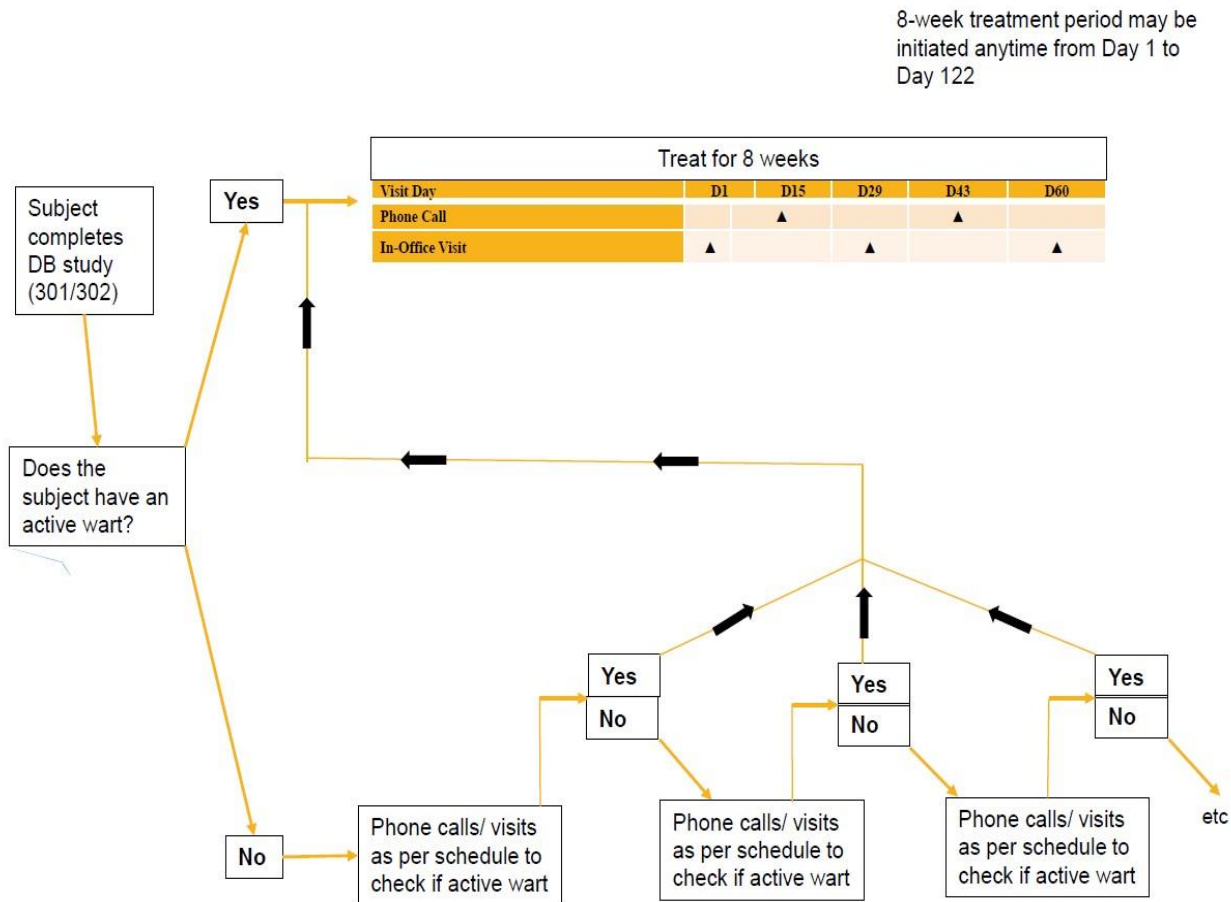 8-week treatment period may be
initiated anytime from Day 1 to
Day 122
Treat for 8 weeks
Visit Day D1 D15 D29 D43 D60
Phone Call ▲ ▲
In-Office Visit ▲ ▲ ▲
Yes
Subject
completes
DB study
(301/302)
Does the
subject have an
active wart?
Yes
No
Yes
No
Yes
No
No
Phone calls/ visits
as per schedule to
check if active wart
Phone calls/ visits
as per schedule to
check if active wart
Phone calls/ visits
as per schedule to
check if active wart
etc